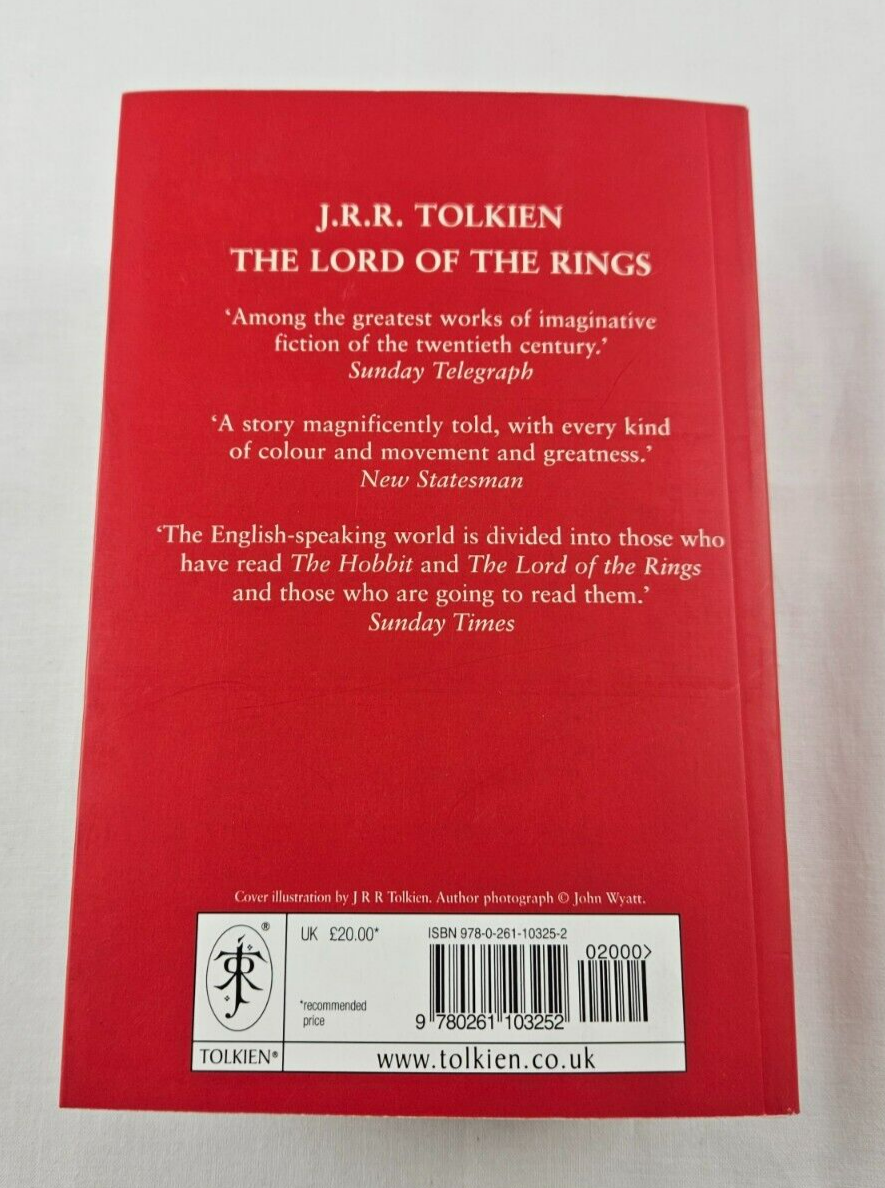 J.R.R. TOLKIEN
THE LORD OF THE RINGS
‘Among the greatest works of imaginative
fiction of the twentieth century.’
Sunday Telegraph
‘A story magnificently told, with every kind
of colour and movement and greatness.’
New Statesman
‘The English-speaking world is divided into those who
have read The Hobbit and The Lord of the Rings
and those who are going to read them.’
Sunday Times
Cover illustration by J R R Tolkien. Author photograph © John Wyatt.
®
UK £20.00*
ISBN 978-0-261-10325-2
02000>
*recommended
price
9 780261 103252
TOLKIEN®
www.tolkien.co.uk